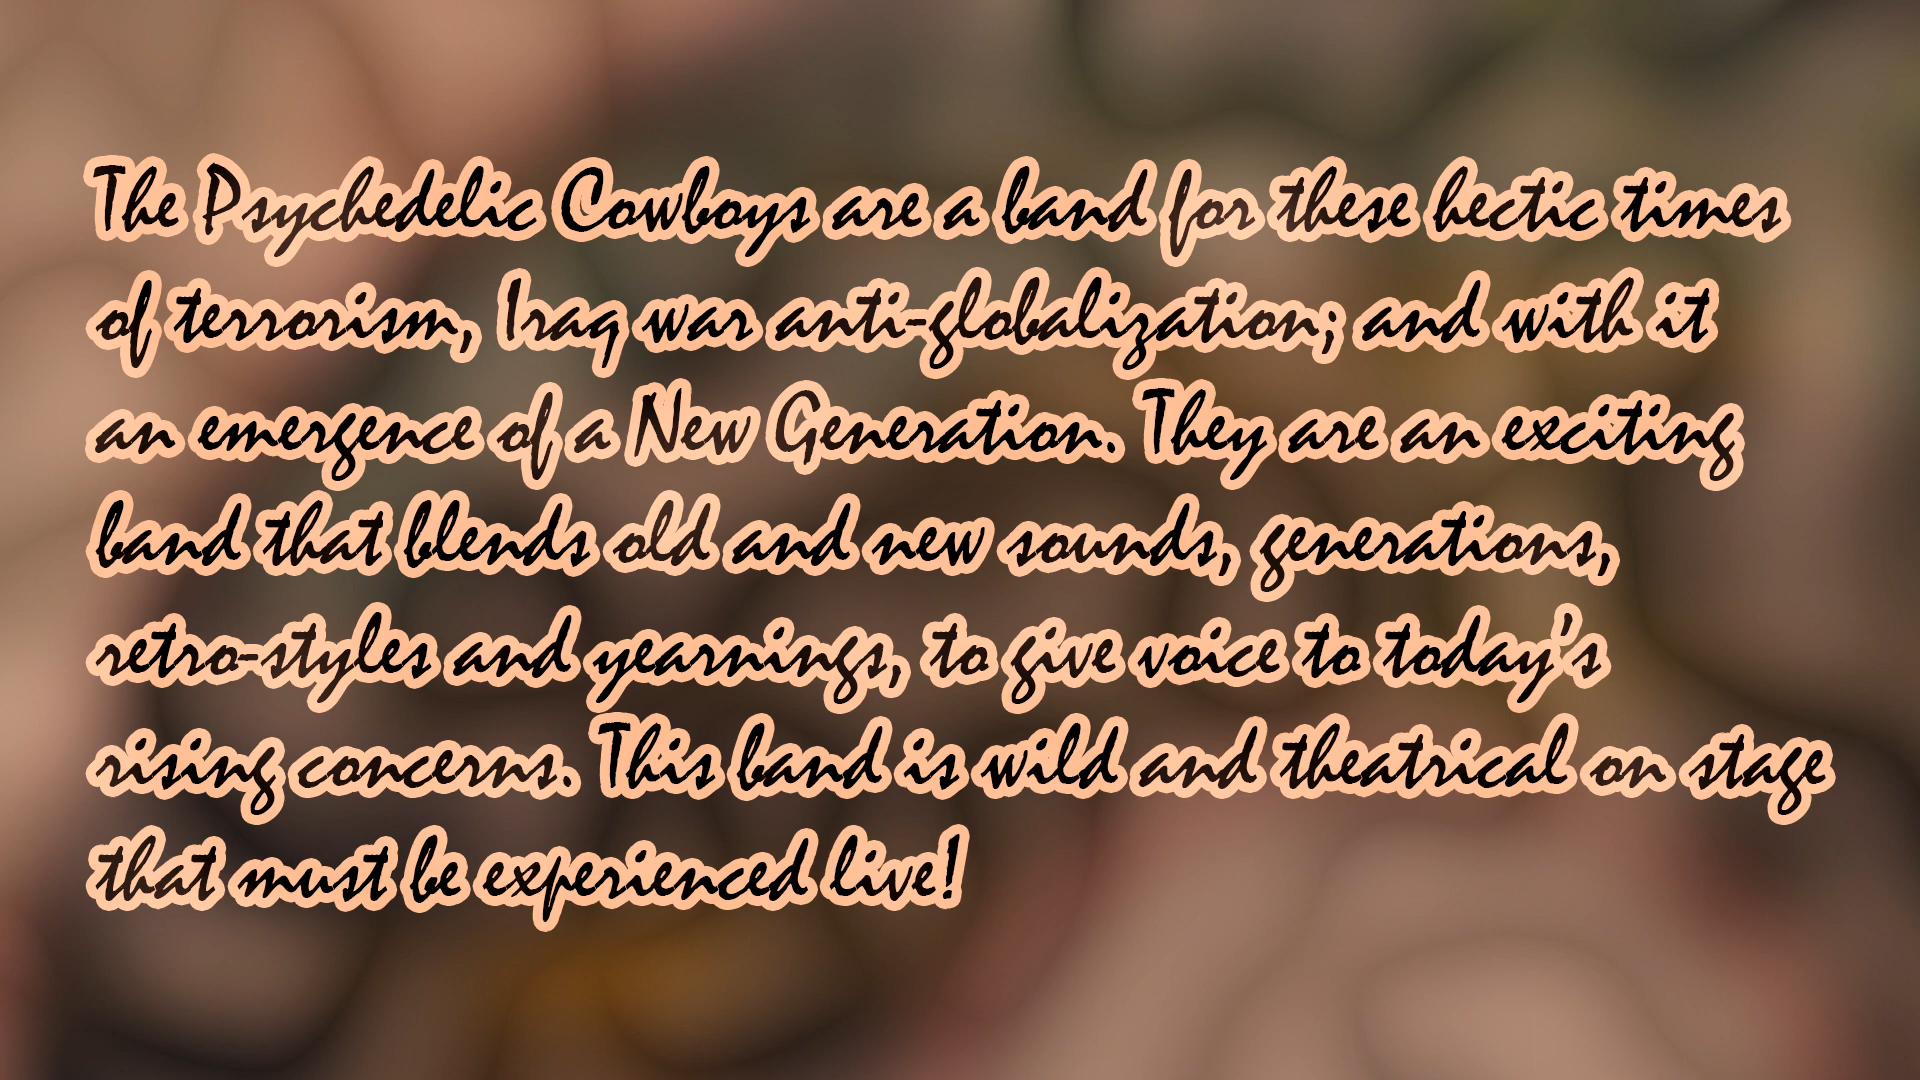 The Psychedelic Cowboys are a band for these hectic times
of terrorism, Iraq war anti-globalization; and with it
an emergence of a New Generation. They are an exciting
band that blends old and new sounds, generations,
retro-styles and yearnings, to give voice to today's
rising concerns. This band is wild and theatrical on stage
that must be experienced live!